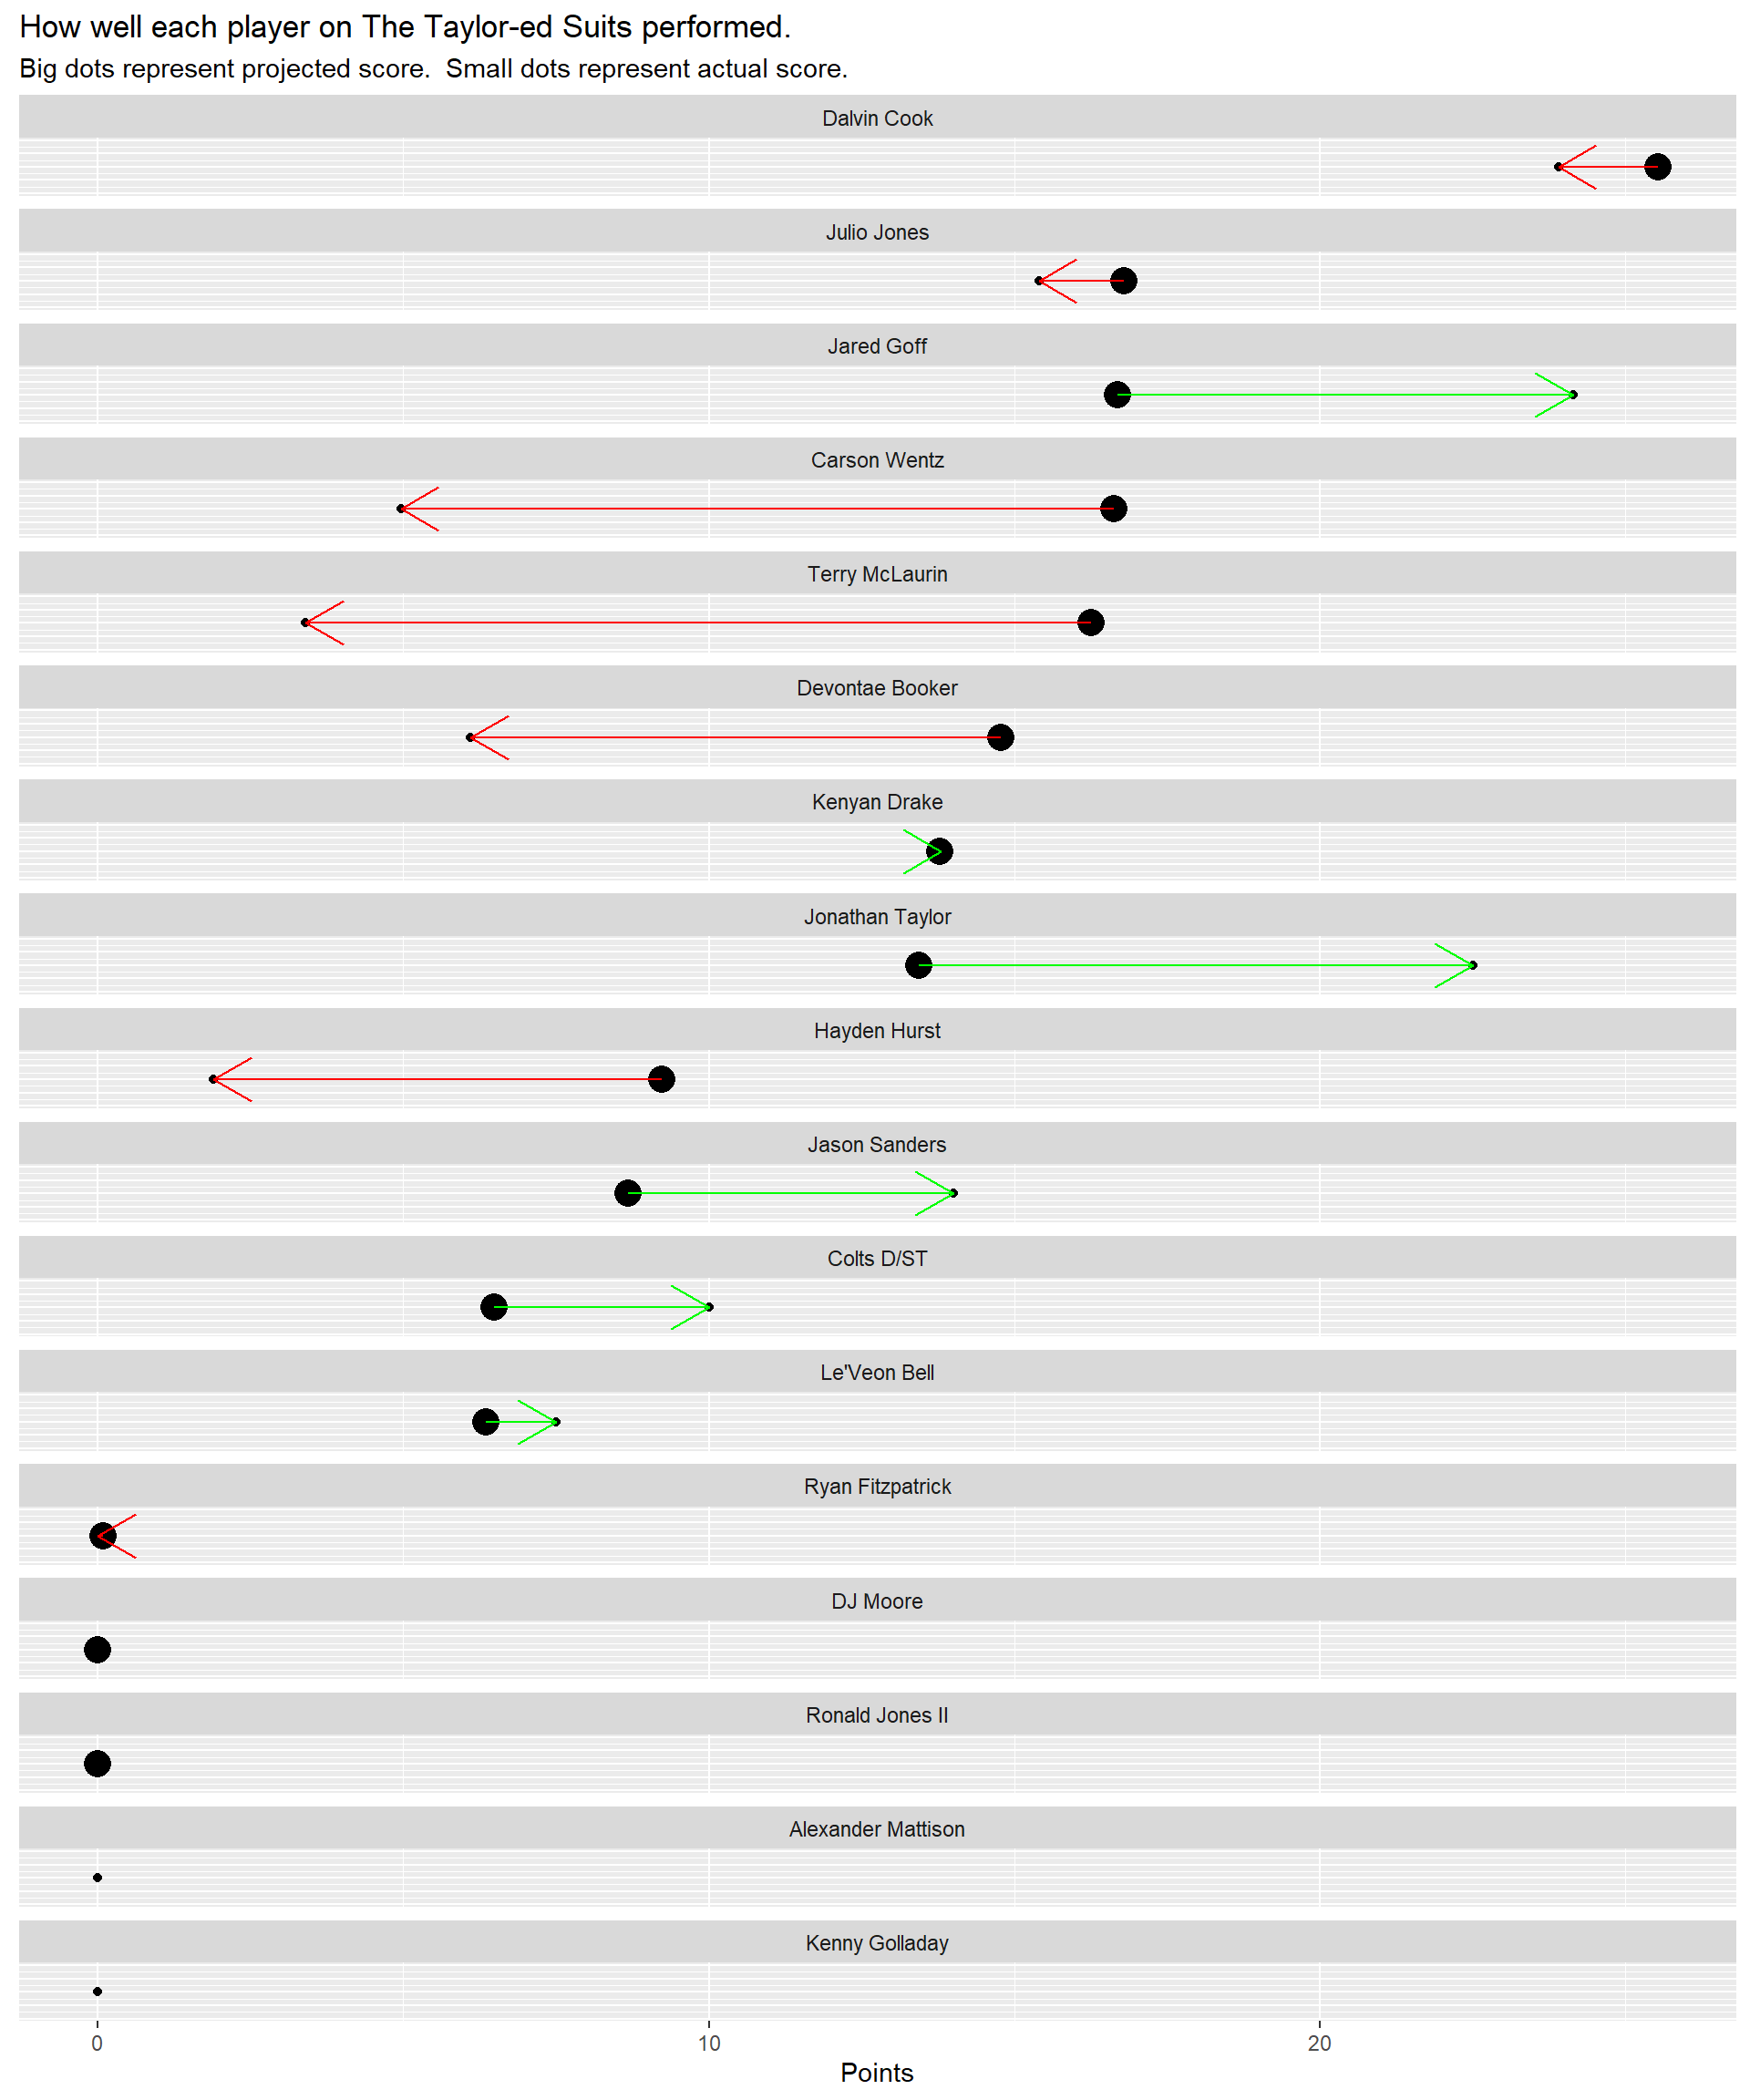 How well each player on The Taylor-ed Suits performed.
Big dots represent projected score.  Small dots represent actual score.
Dalvin Cook
Julio Jones
Jared Goff
Carson Wentz
Terry McLaurin
Devontae Booker
Kenyan Drake
Jonathan Taylor
Hayden Hurst
Jason Sanders
Colts D/ST
Le'Veon Bell
Ryan Fitzpatrick
DJ Moore
Ronald Jones II
Alexander Mattison
Kenny Golladay
0 10 20
Points